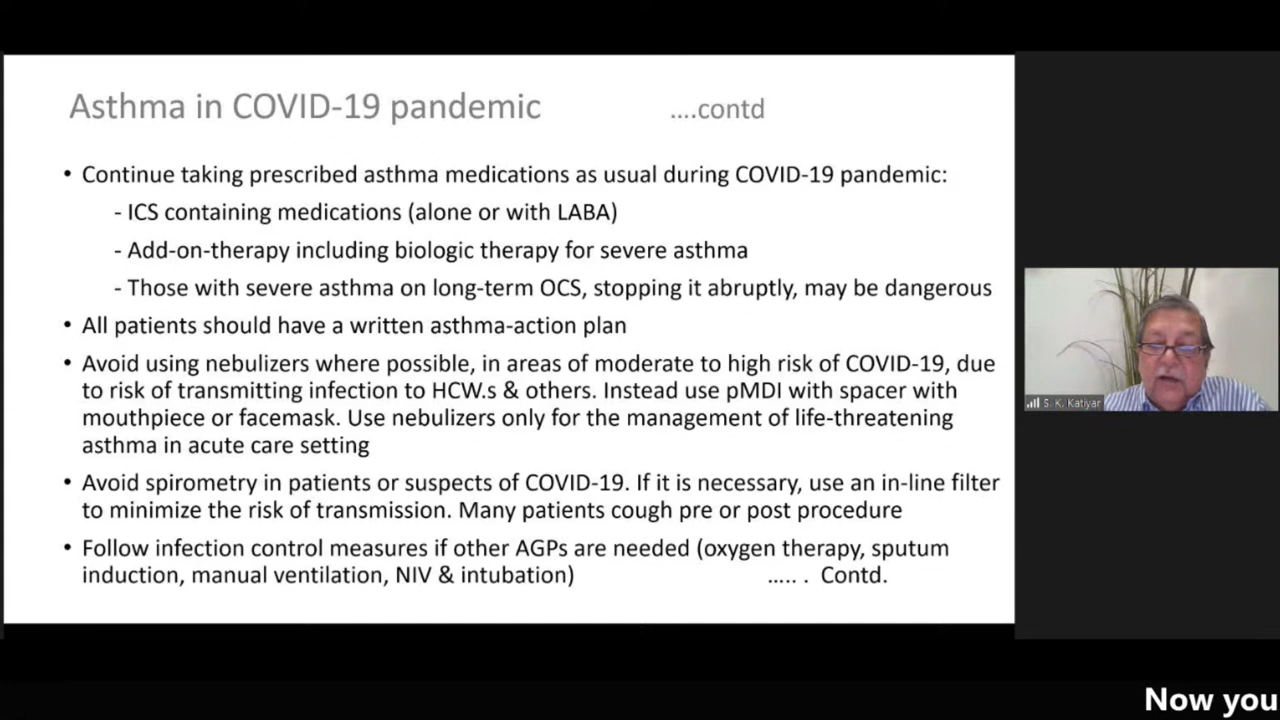 Asthma in COVID-19 pandemic ....contd
• Continue taking prescribed asthma medications as usual during COVID-19 pandemic:
- ICS containing medications (alone or with LABA)
- Add-on-therapy including biologic therapy for severe asthma
- Those with severe asthma on long-term OCS, stopping it abruptly, may be dangerous
• All patients should have a written asthma-action plan
• Avoid using nebulizers where possible, in areas of moderate to high risk of COVID-19, due
to risk of transmitting infection to HCW.s & others. Instead use pMDI with spacer with
mouthpiece or facemask. Use nebulizers only for the management of life-threatening
asthma in acute care setting
• Avoid spirometry in patients or suspects of COVID-19. If it is necessary, use an in-line filter
to minimize the risk of transmission. Many patients cough pre or post procedure
• Follow infection control measures if other AGPs are needed (oxygen therapy, sputum
induction, manual ventilation, NIV & intubation) ..... . Contd.
S. K. Katiyar
Now you